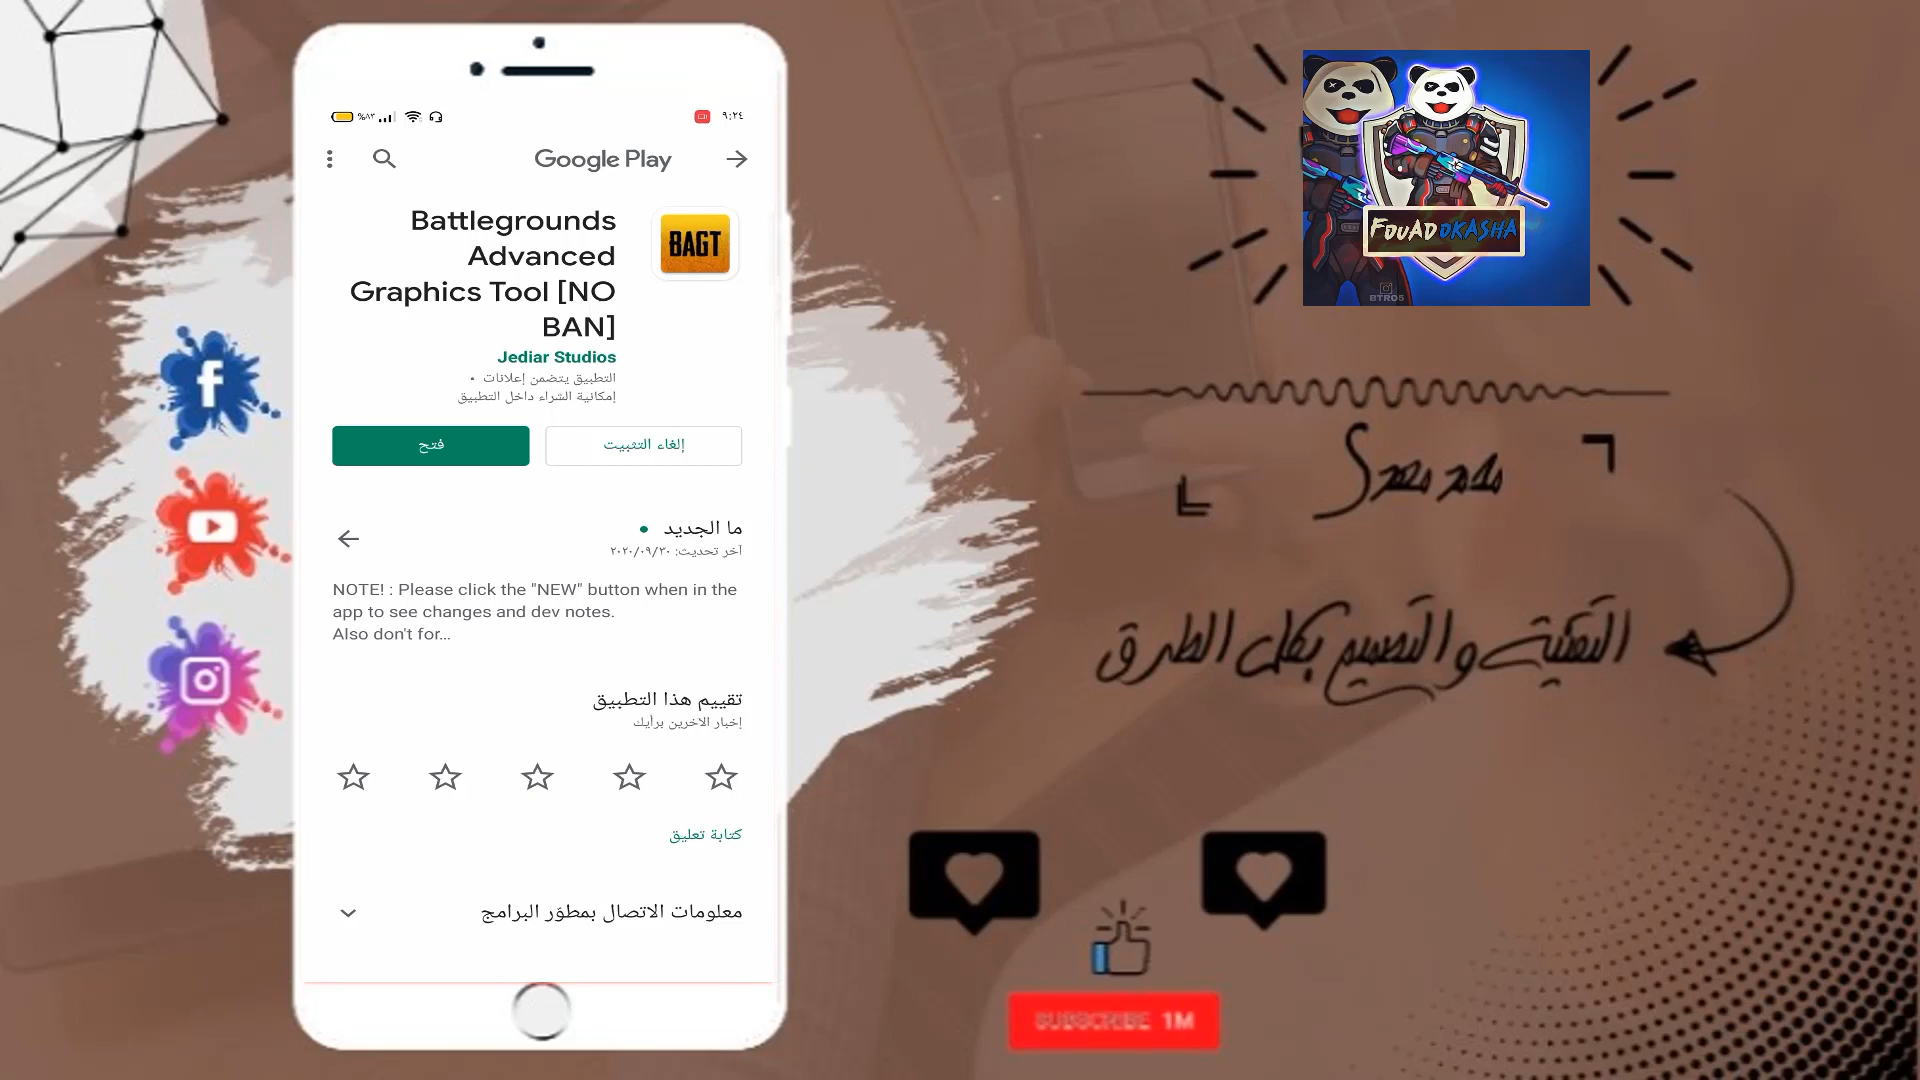 %٨٣
٩:٢٤
Google Play
Battlegrounds
Advanced
Graphics Tool [NO
BAN]
BAGT
Jediar Studios
التطبيق يتضمن إعلانات •
إمكانية الشراء داخل التطبيق
إلغاء التثبيت
فتح
ما الجديد
آخر تحديث: ٢٠٢٠/٠٩/٣٠
NOTE! : Please click the "NEW" button when in the
app to see changes and dev notes.
Also don't for...
تقييم هذا التطبيق
إخبار الآخرين برأيك
كتابة تعليق
معلومات الاتصال بمطوّر البرامج
FOUAD OKASHA
BTR05
التقنية والتصميم بكل الطرق
SUBSCRIBE 1M